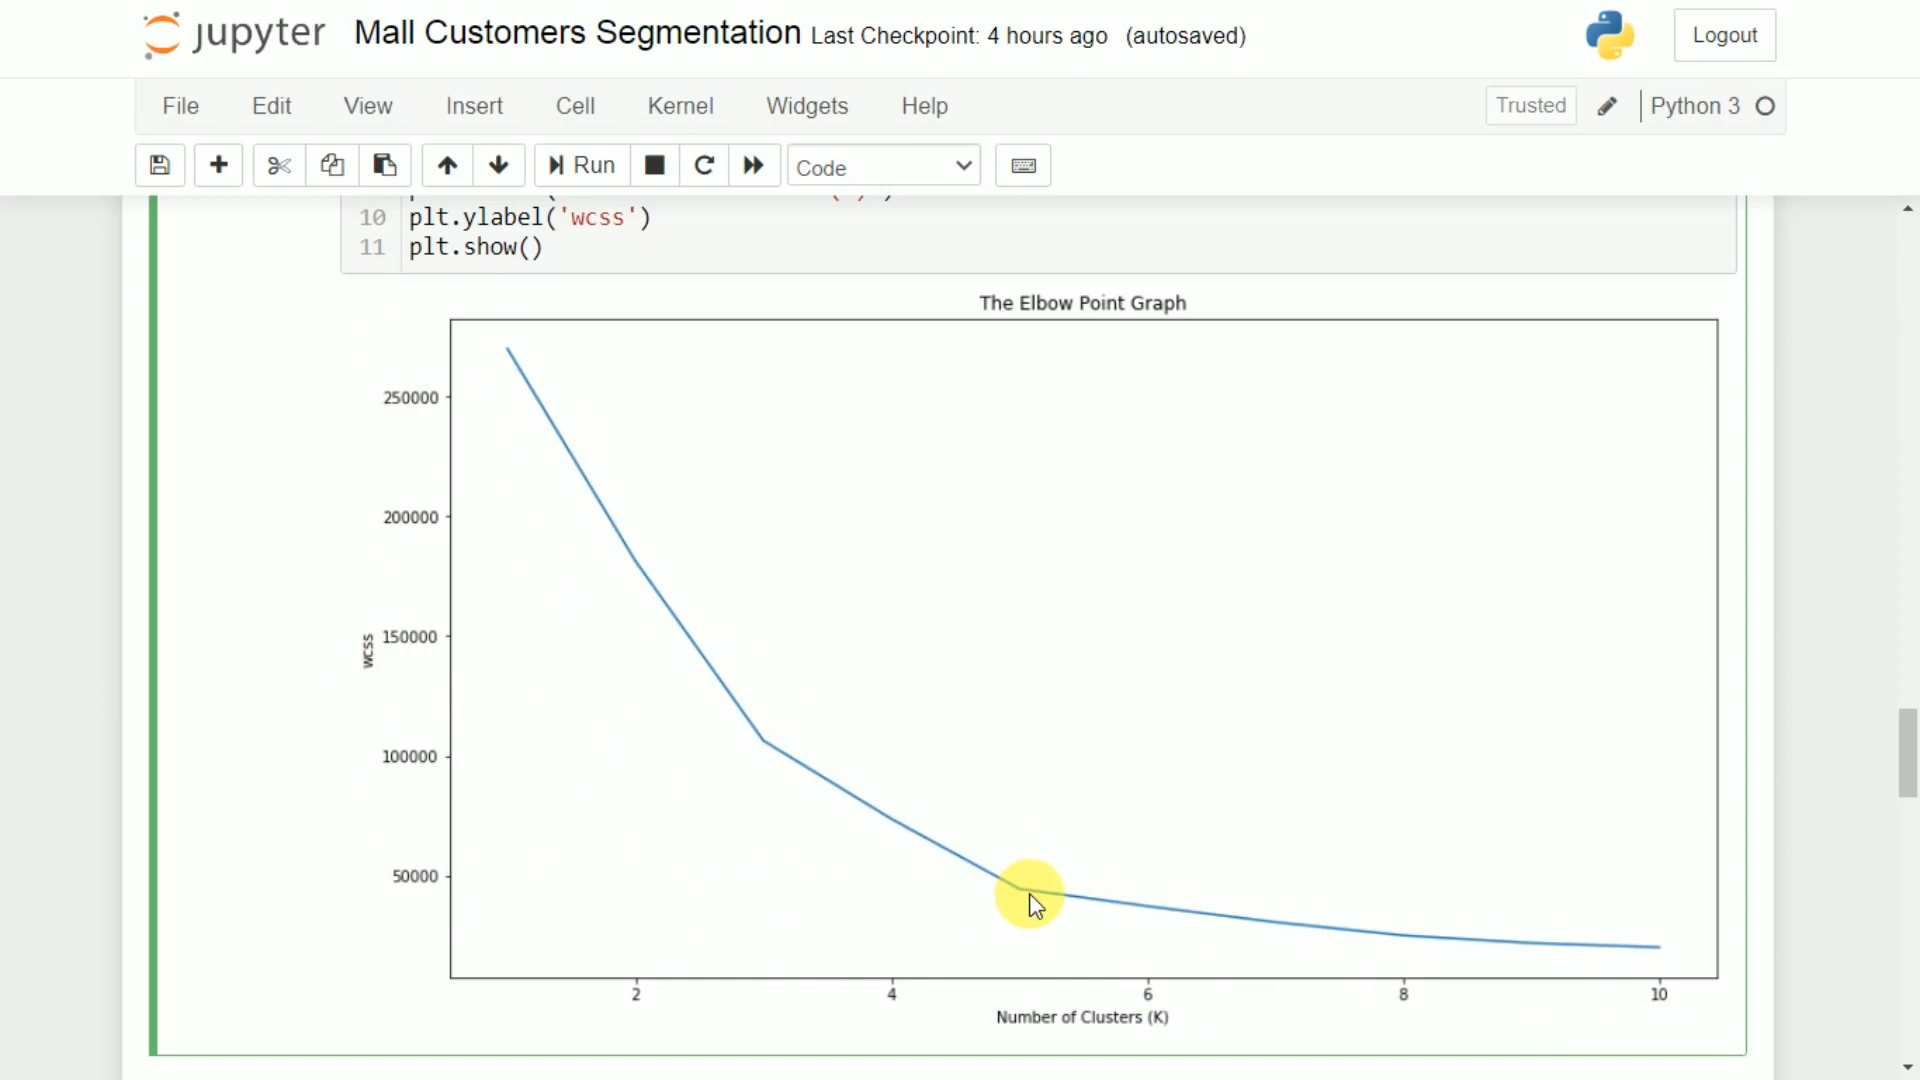 jupyter Mall Customers Segmentation Last Checkpoint: 4 hours ago (autosaved) Logout
File Edit View Insert Cell Kernel Widgets Help Trusted Python 3
Run Code
10 plt.ylabel('wcss')
11 plt.show()
The Elbow Point Graph
250000
200000
150000
100000
50000
wcss
2 4 6 8 10
Number of Clusters (K)